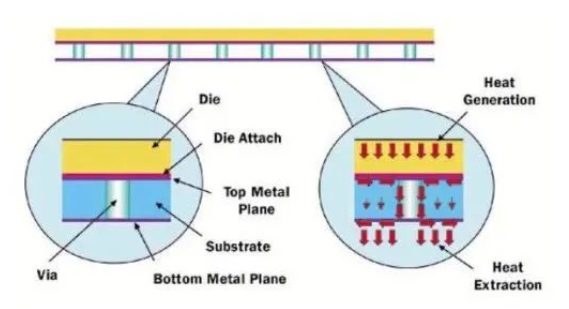 Die
Die Attach
Top Metal
Plane
Substrate
Via
Bottom Metal Plane
Heat
Generation
Heat
Extraction